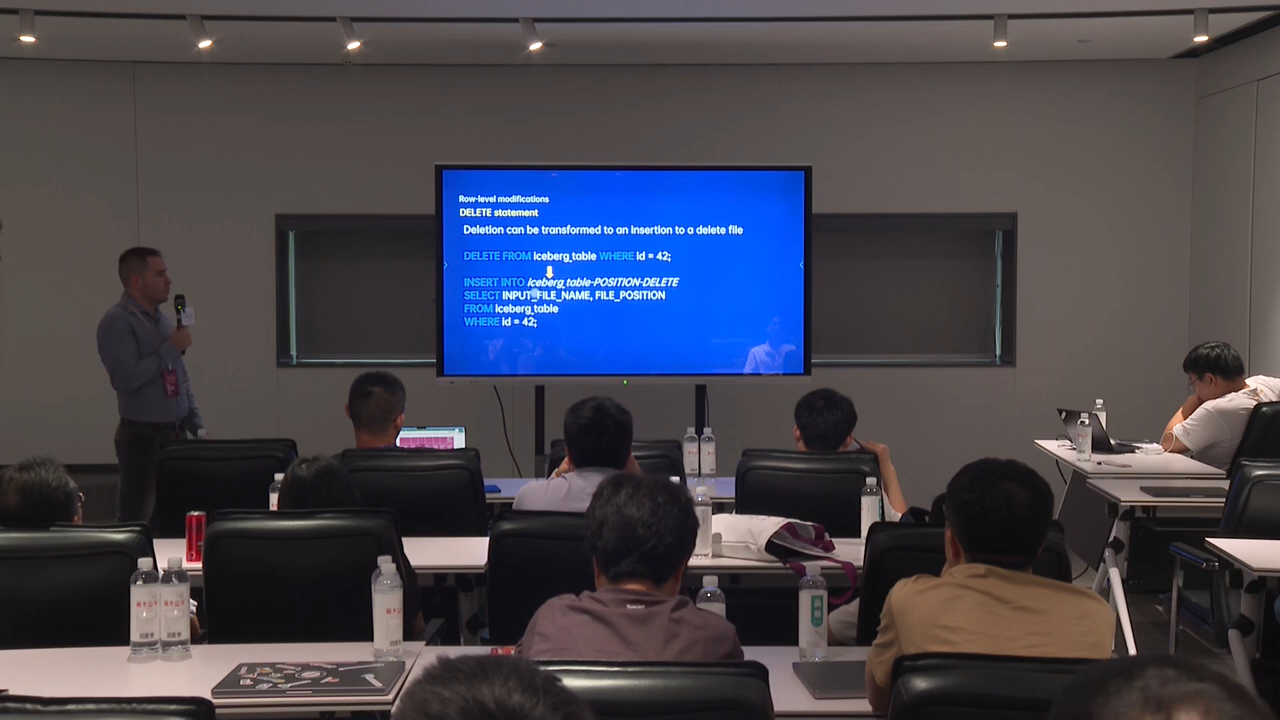 Row-level modifications
DELETE statement
Deletion can be transformed to an insertion to a delete file
DELETE FROM iceberg_table WHERE id = 42;
INSERT INTO iceberg_table-POSITION-DELETE
SELECT INPUT_FILE_NAME, FILE_POSITION
FROM iceberg_table
WHERE id = 42;